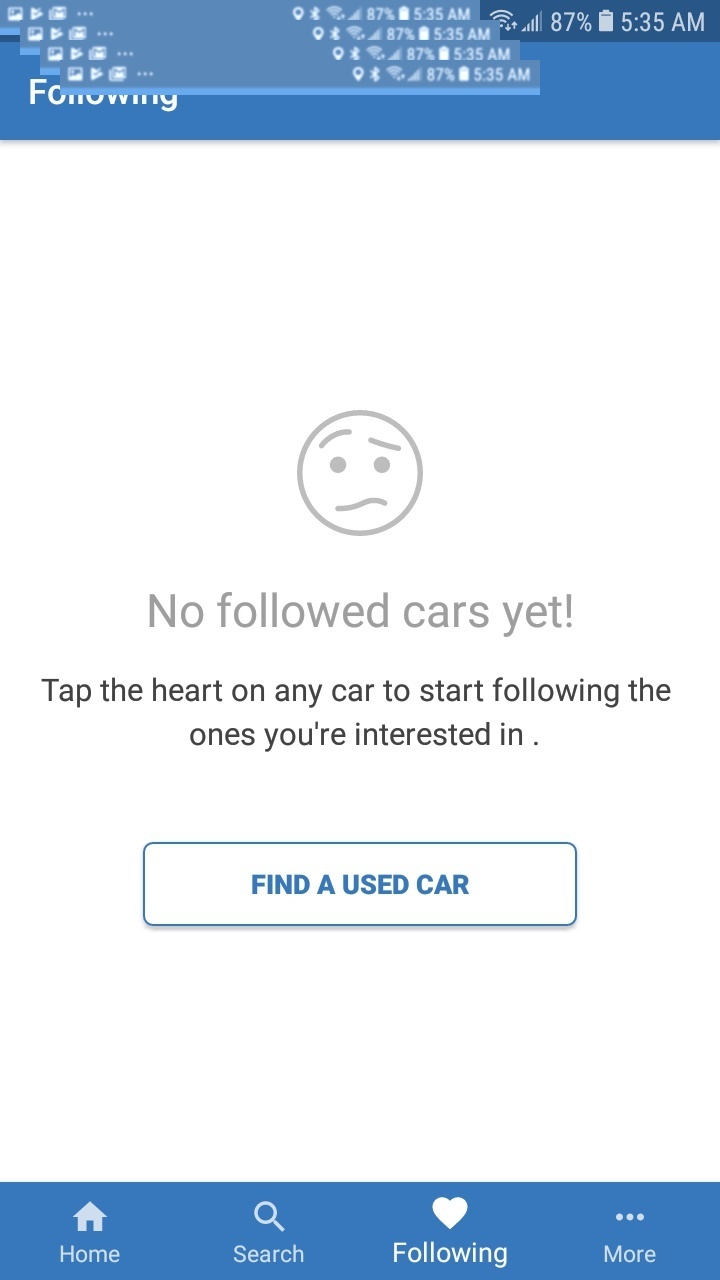 87% 5:35 AM
87% 5:35 AM
87% 5:35 AM
87% 5:35 AM
87% 5:35 AM
Following
No followed cars yet!
Tap the heart on any car to start following the
ones you're interested in .
FIND A USED CAR
Home Search Following More